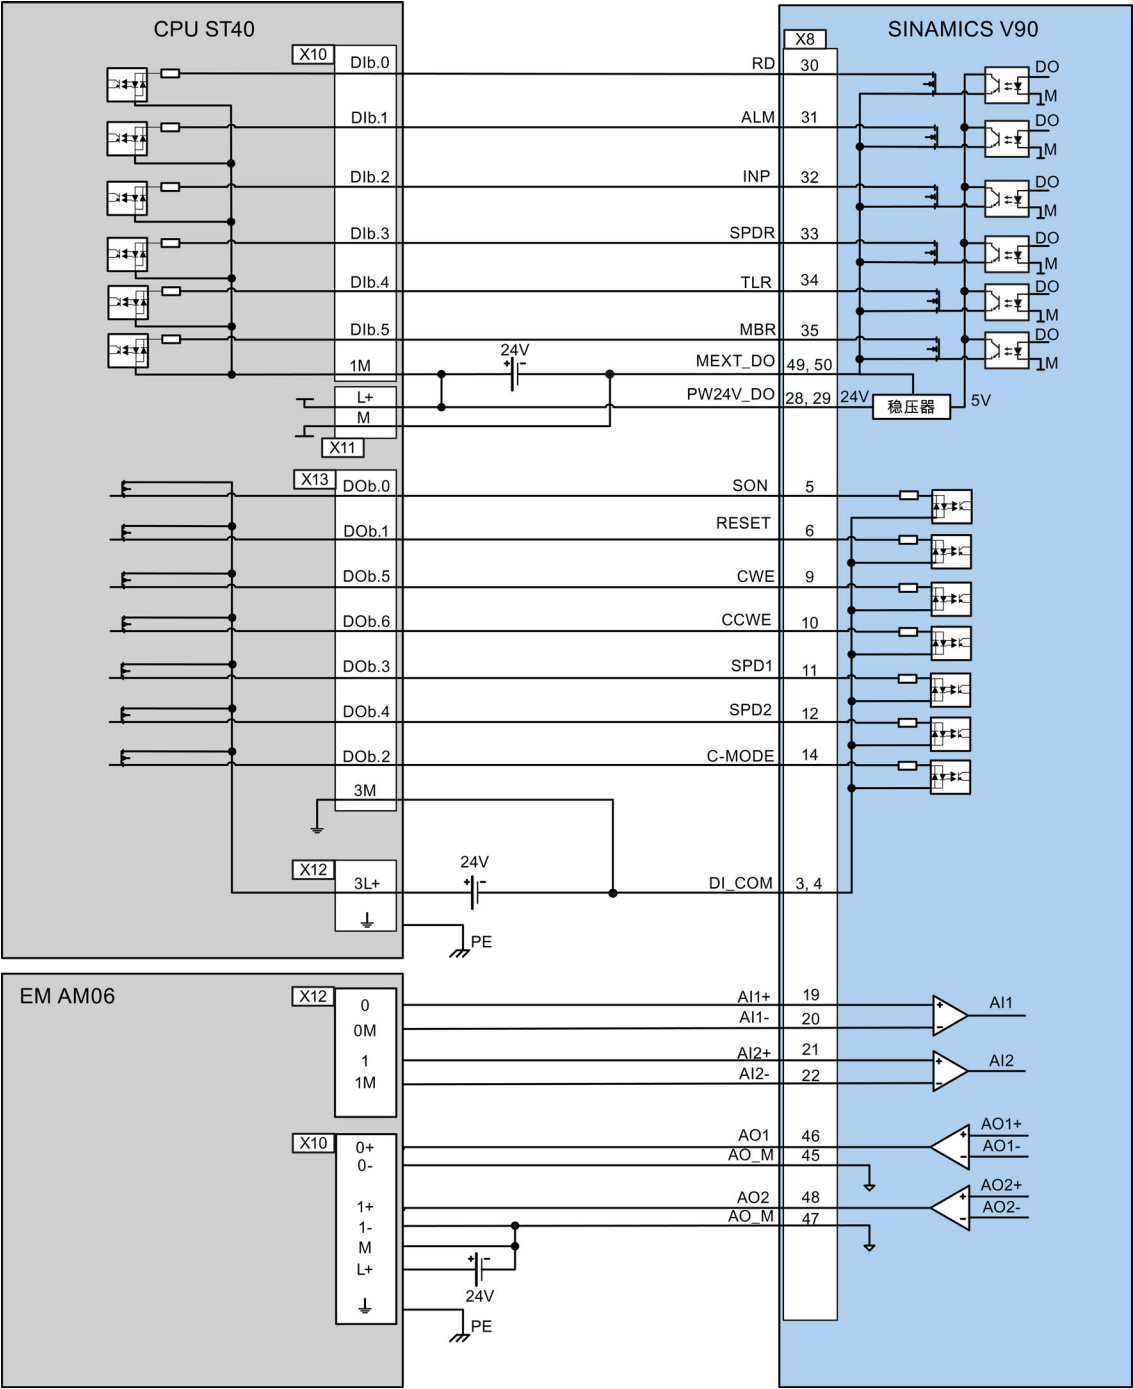 CPU ST40
SINAMICS V90
X10
X8
DIb.0
RD
30
DO
M
DIb.1
ALM
31
DO
M
DIb.2
INP
32
DO
M
DIb.3
SPDR
33
DO
M
DIb.4
TLR
34
DO
M
DIb.5
MBR
35
DO
M
1M
24V
+ -
MEXT_DO
49, 50
L+
PW24V_DO
28, 29
24V
稳压器
5V
M
X11
X13
DOb.0
SON
5
DOb.1
RESET
6
DOb.5
CWE
9
DOb.6
CCWE
10
DOb.3
SPD1
11
DOb.4
SPD2
12
DOb.2
C-MODE
14
3M
X12
24V
+ -
3L+
DI_COM
3, 4
PE
EM AM06
X12
0
AI1+
19
+
AI1
0M
AI1-
20
-
1
AI2+
21
+
AI2
1M
AI2-
22
-
X10
0+
AO1
46
+
AO1+
0-
AO_M
45
-
AO1-
1+
AO2
48
+
AO2+
1-
AO_M
47
-
AO2-
M
L+
+ -
24V
PE